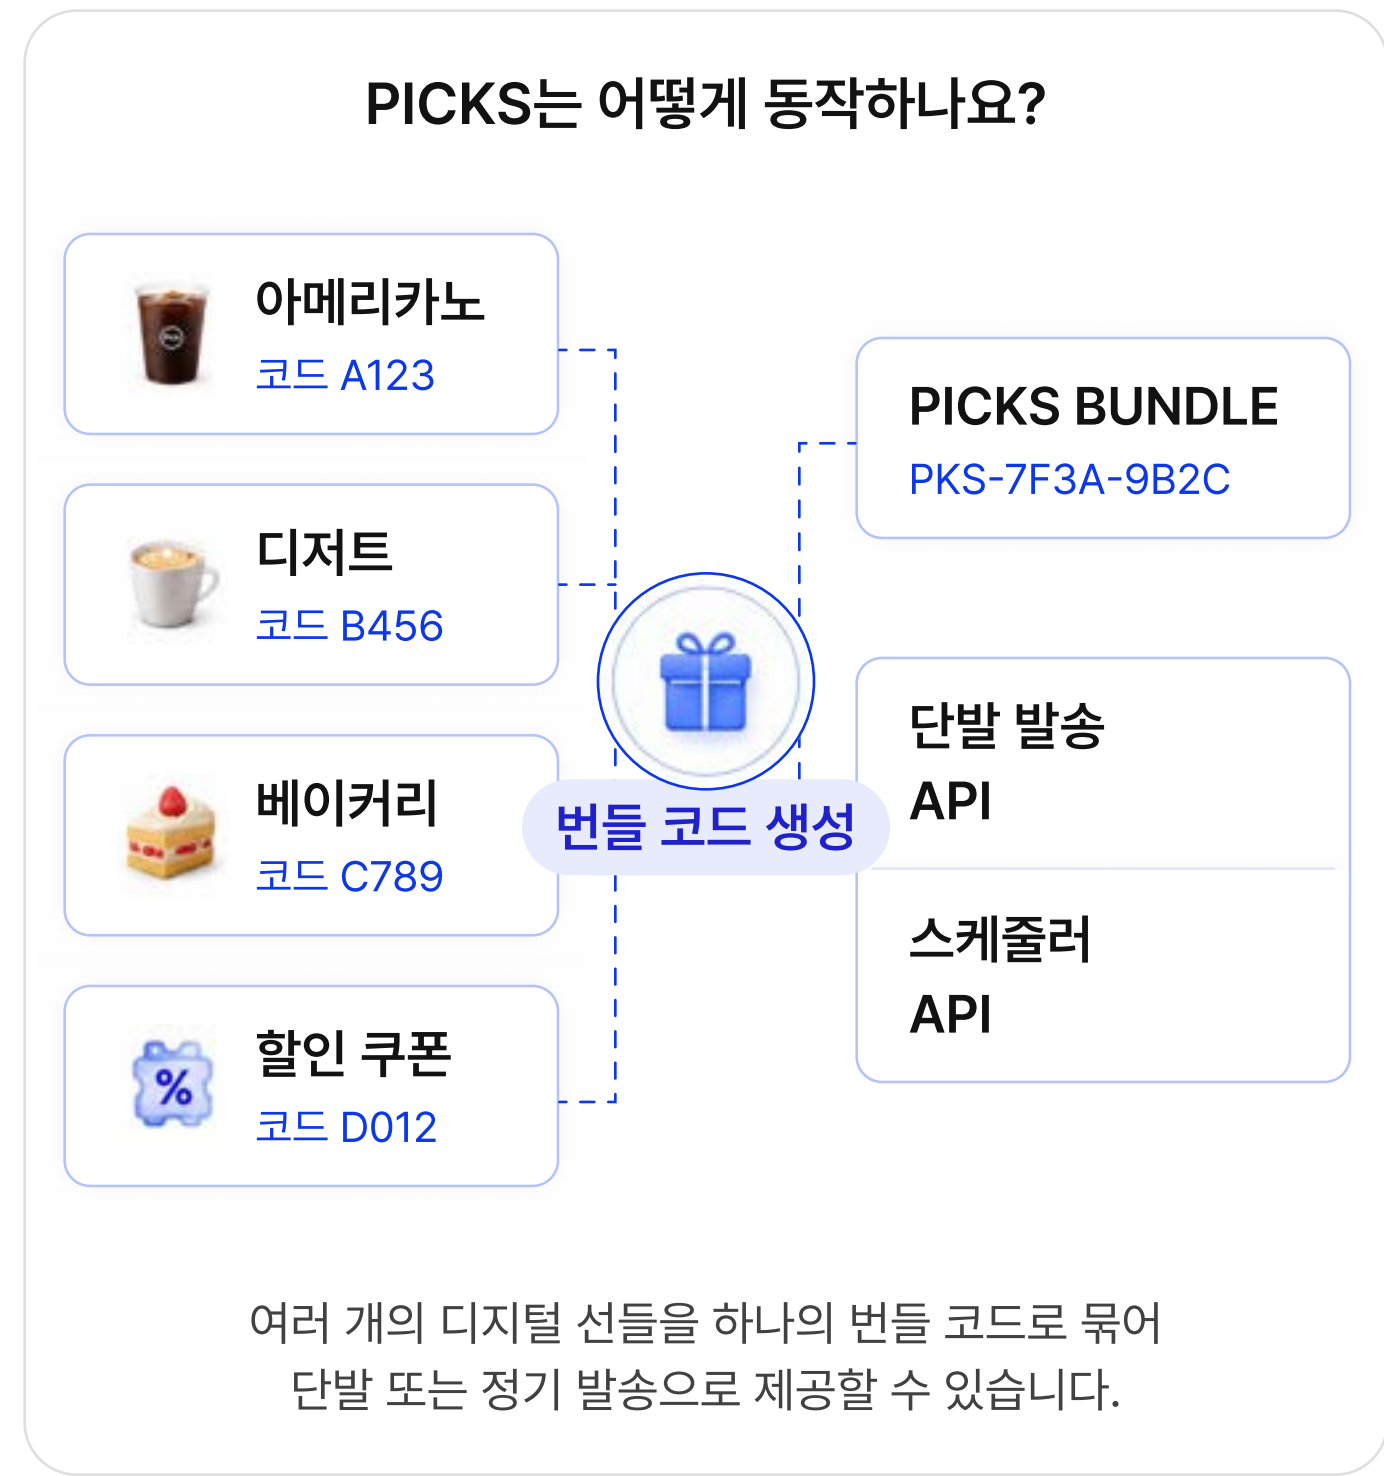 PICKS는 어떻게 동작하나요?
아메리카노
코드 A123
디저트
코드 B456
베이커리
코드 C789
할인 쿠폰
코드 D012
번들 코드 생성
PICKS BUNDLE
PKS-7F3A-9B2C
단발 발송
API
스케줄러
API
여러 개의 디지털 선들을 하나의 번들 코드로 묶어
단발 또는 정기 발송으로 제공할 수 있습니다.